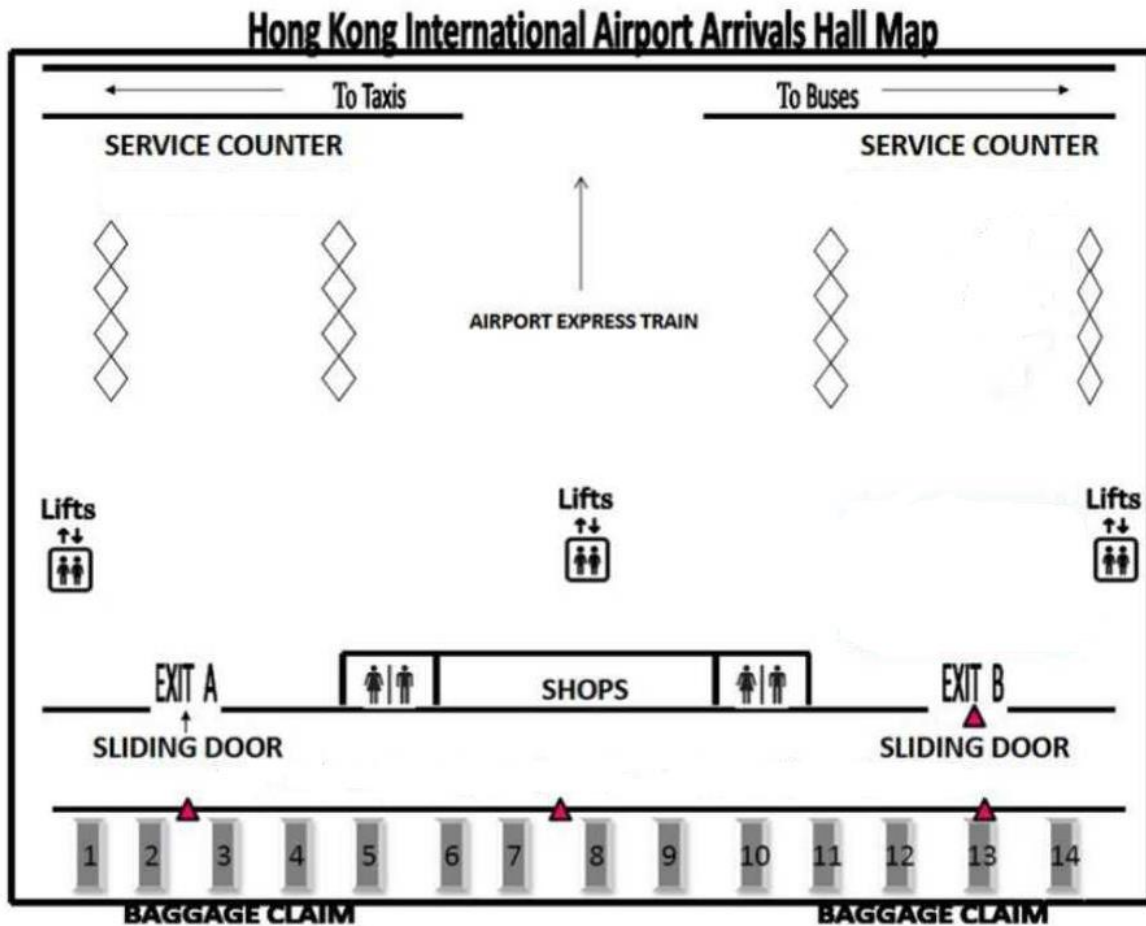 Hong Kong International Airport Arrivals Hall Map
To Taxis To Buses
SERVICE COUNTER SERVICE COUNTER
AIRPORT EXPRESS TRAIN
Lifts Lifts Lifts
EXIT A SHOPS EXIT B
SLIDING DOOR SLIDING DOOR
1 2 3 4 5 6 7 8 9 10 11 12 13 14
BAGGAGE CLAIM BAGGAGE CLAIM